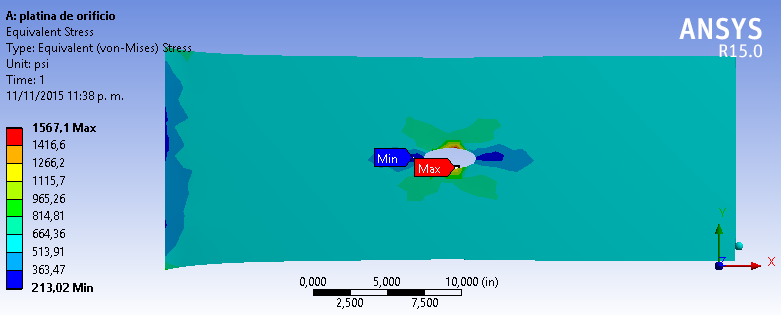 A: platina de orificio
Equivalent Stress
Type: Equivalent (von-Mises) Stress
Unit: psi
Time: 1
11/11/2015 11:38 p. m.
ANSYS
R15.0
1567,1 Max
1416,6
1266,2
1115,7
965,26
814,81
664,36
513,91
363,47
213,02 Min
Min
Max
Y
Z
X
0,000 5,000 10,000 (in)
2,500 7,500